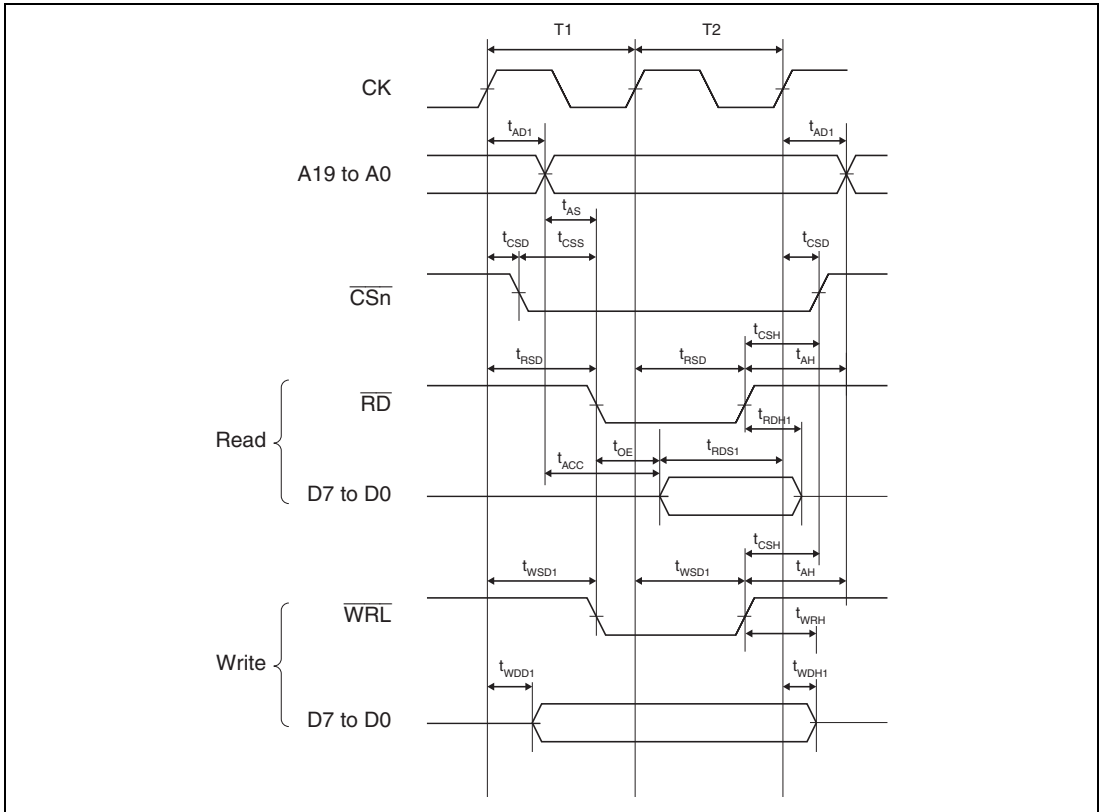 T1 T2
CK
tAD1 tAD1
A19 to A0
tAS
tCSD tCSS tCSD
CSn
tCSH
tRSD tRSD tAH
RD
tRDH1
Read
tOE tRDS1
tACC
D7 to D0
tCSH
tWSD1 tWSD1 tAH
WRL
tWRH
Write
tWDD1 tWDH1
D7 to D0